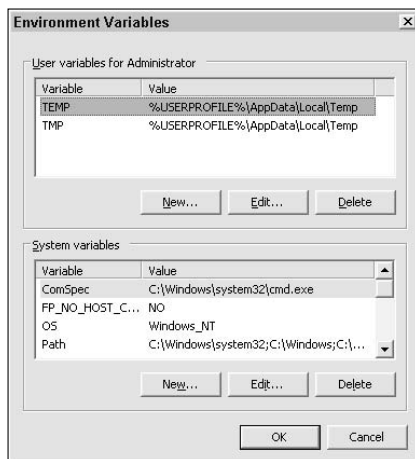 Environment Variables
User variables for Administrator
Variable Value
TEMP %USERPROFILE%\AppData\Local\Temp
TMP %USERPROFILE%\AppData\Local\Temp
New... Edit... Delete
System variables
Variable Value
ComSpec C:\Windows\system32\cmd.exe
FP_NO_HOST_C... NO
OS Windows_NT
Path C:\Windows\system32;C:\Windows;C:\...
New... Edit... Delete
OK Cancel